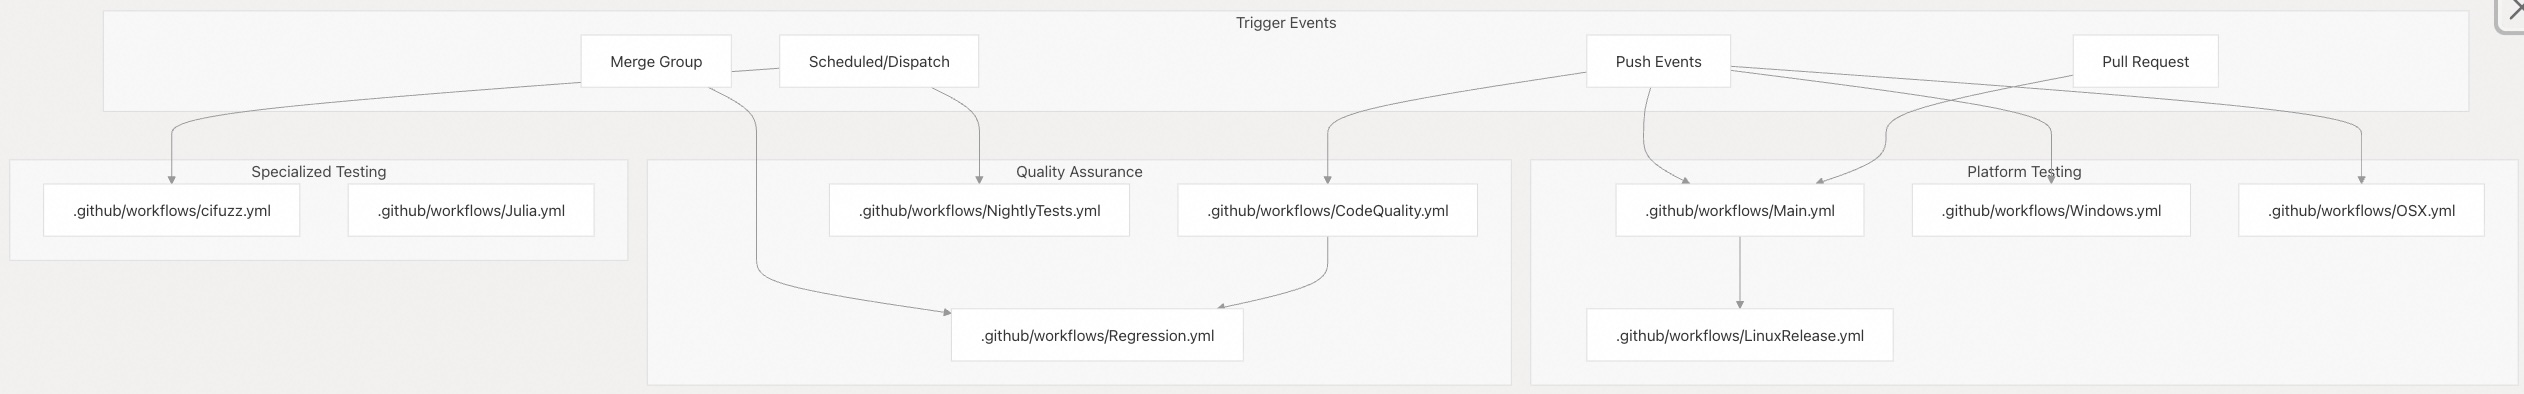 Trigger Events
Merge Group
Scheduled/Dispatch
Push Events
Pull Request
Specialized Testing
.github/workflows/cifuzz.yml
.github/workflows/Julia.yml
Quality Assurance
.github/workflows/NightlyTests.yml
.github/workflows/CodeQuality.yml
.github/workflows/Regression.yml
Platform Testing
.github/workflows/Main.yml
.github/workflows/Windows.yml
.github/workflows/OSX.yml
.github/workflows/LinuxRelease.yml